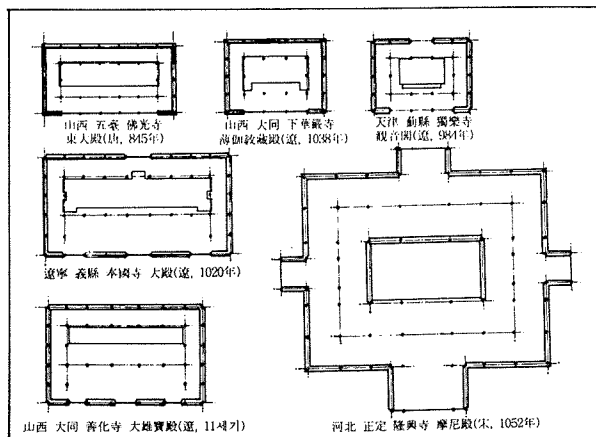 山西 五臺 佛光寺
東大殿(唐, 845年)
山西 大同 下華嚴寺
薄伽敎藏殿(遼, 1038年)
天津 薊縣 獨樂寺
觀音閣(遼, 984年)
遼寧 義縣 奉國寺 大殿(遼, 1020年)
山西 大同 善化寺 大雄寶殿(遼, 11세기)
河北 正定 隆興寺 摩尼殿(宋, 1052年)